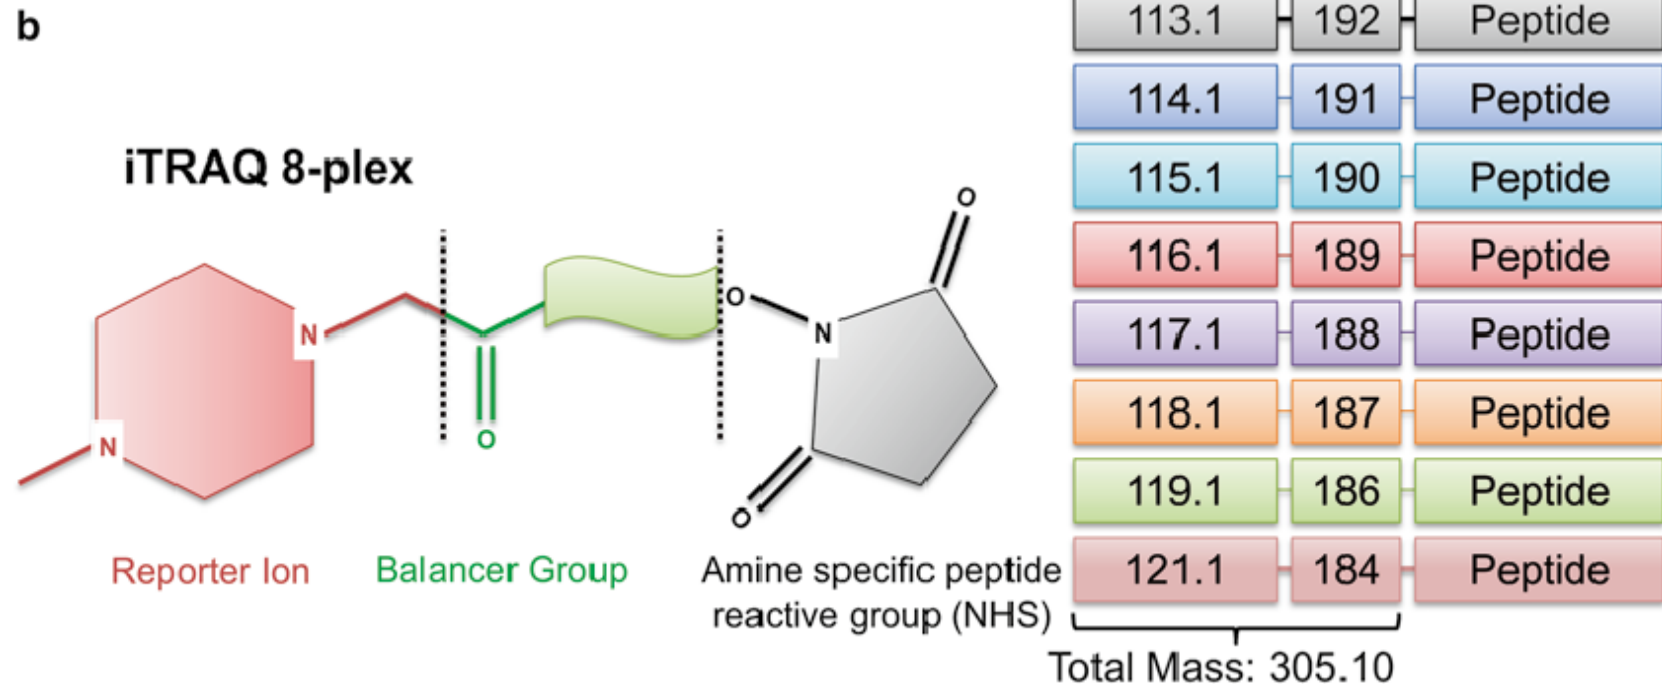 b
iTRAQ 8-plex
N
N
O
O
N
O
O
Reporter Ion
Balancer Group
Amine specific peptide
reactive group (NHS)
113.1 192 Peptide
114.1 191 Peptide
115.1 190 Peptide
116.1 189 Peptide
117.1 188 Peptide
118.1 187 Peptide
119.1 186 Peptide
121.1 184 Peptide
Total Mass: 305.10